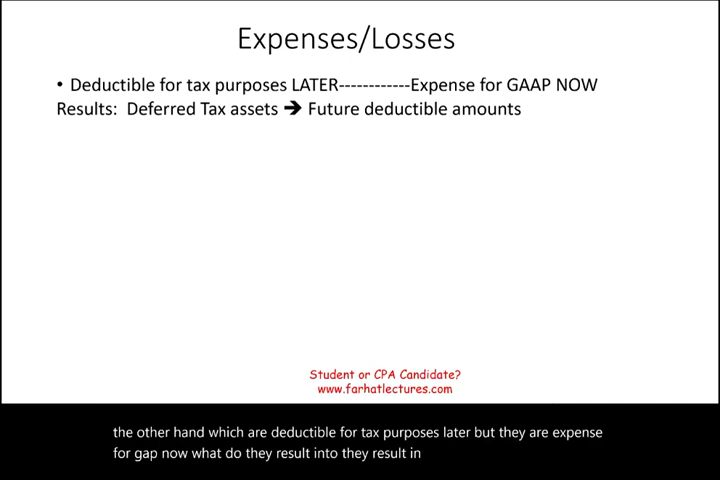 Expenses/Losses
• Deductible for tax purposes LATER------------Expense for GAAP NOW
Results: Deferred Tax assets 🡺 Future deductible amounts
Student or CPA Candidate?
www.farhatlectures.com
the other hand which are deductible for tax purposes later but they are expense
for gap now what do they result into they result in